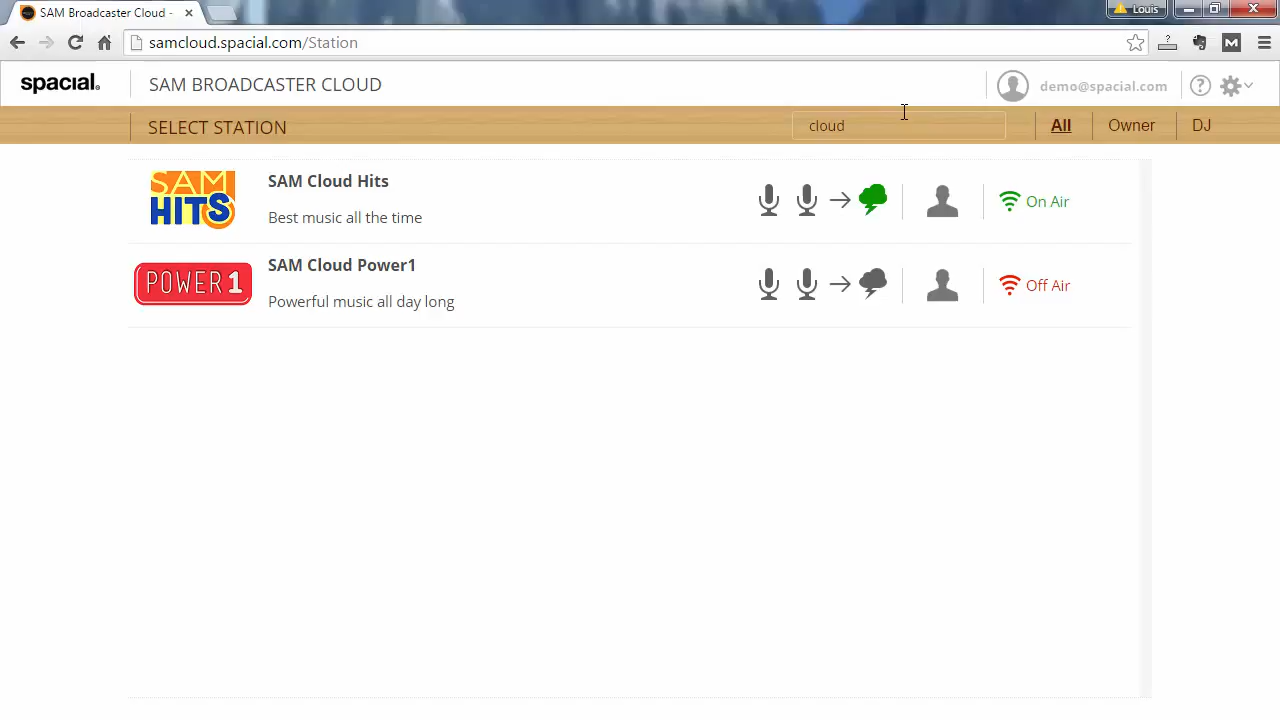 SAM Broadcaster Cloud -
Louis
samcloud.spacial.com/Station
spacial.
SAM BROADCASTER CLOUD
demo@spacial.com
SELECT STATION
cloud
All
Owner
DJ
SAM HITS
SAM Cloud Hits
Best music all the time
On Air
POWER 1
SAM Cloud Power1
Powerful music all day long
Off Air